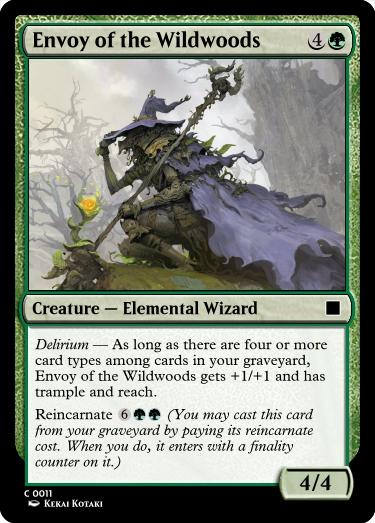 Envoy of the Wildwoods 4
Creature — Elemental Wizard
Delirium — As long as there are four or more
card types among cards in your graveyard,
Envoy of the Wildwoods gets +1/+1 and has
trample and reach.
Reincarnate 6 (You may cast this card
from your graveyard by paying its reincarnate
cost. When you do, it enters with a finality
counter on it.)
4/4
C 0011
Kekai Kotaki